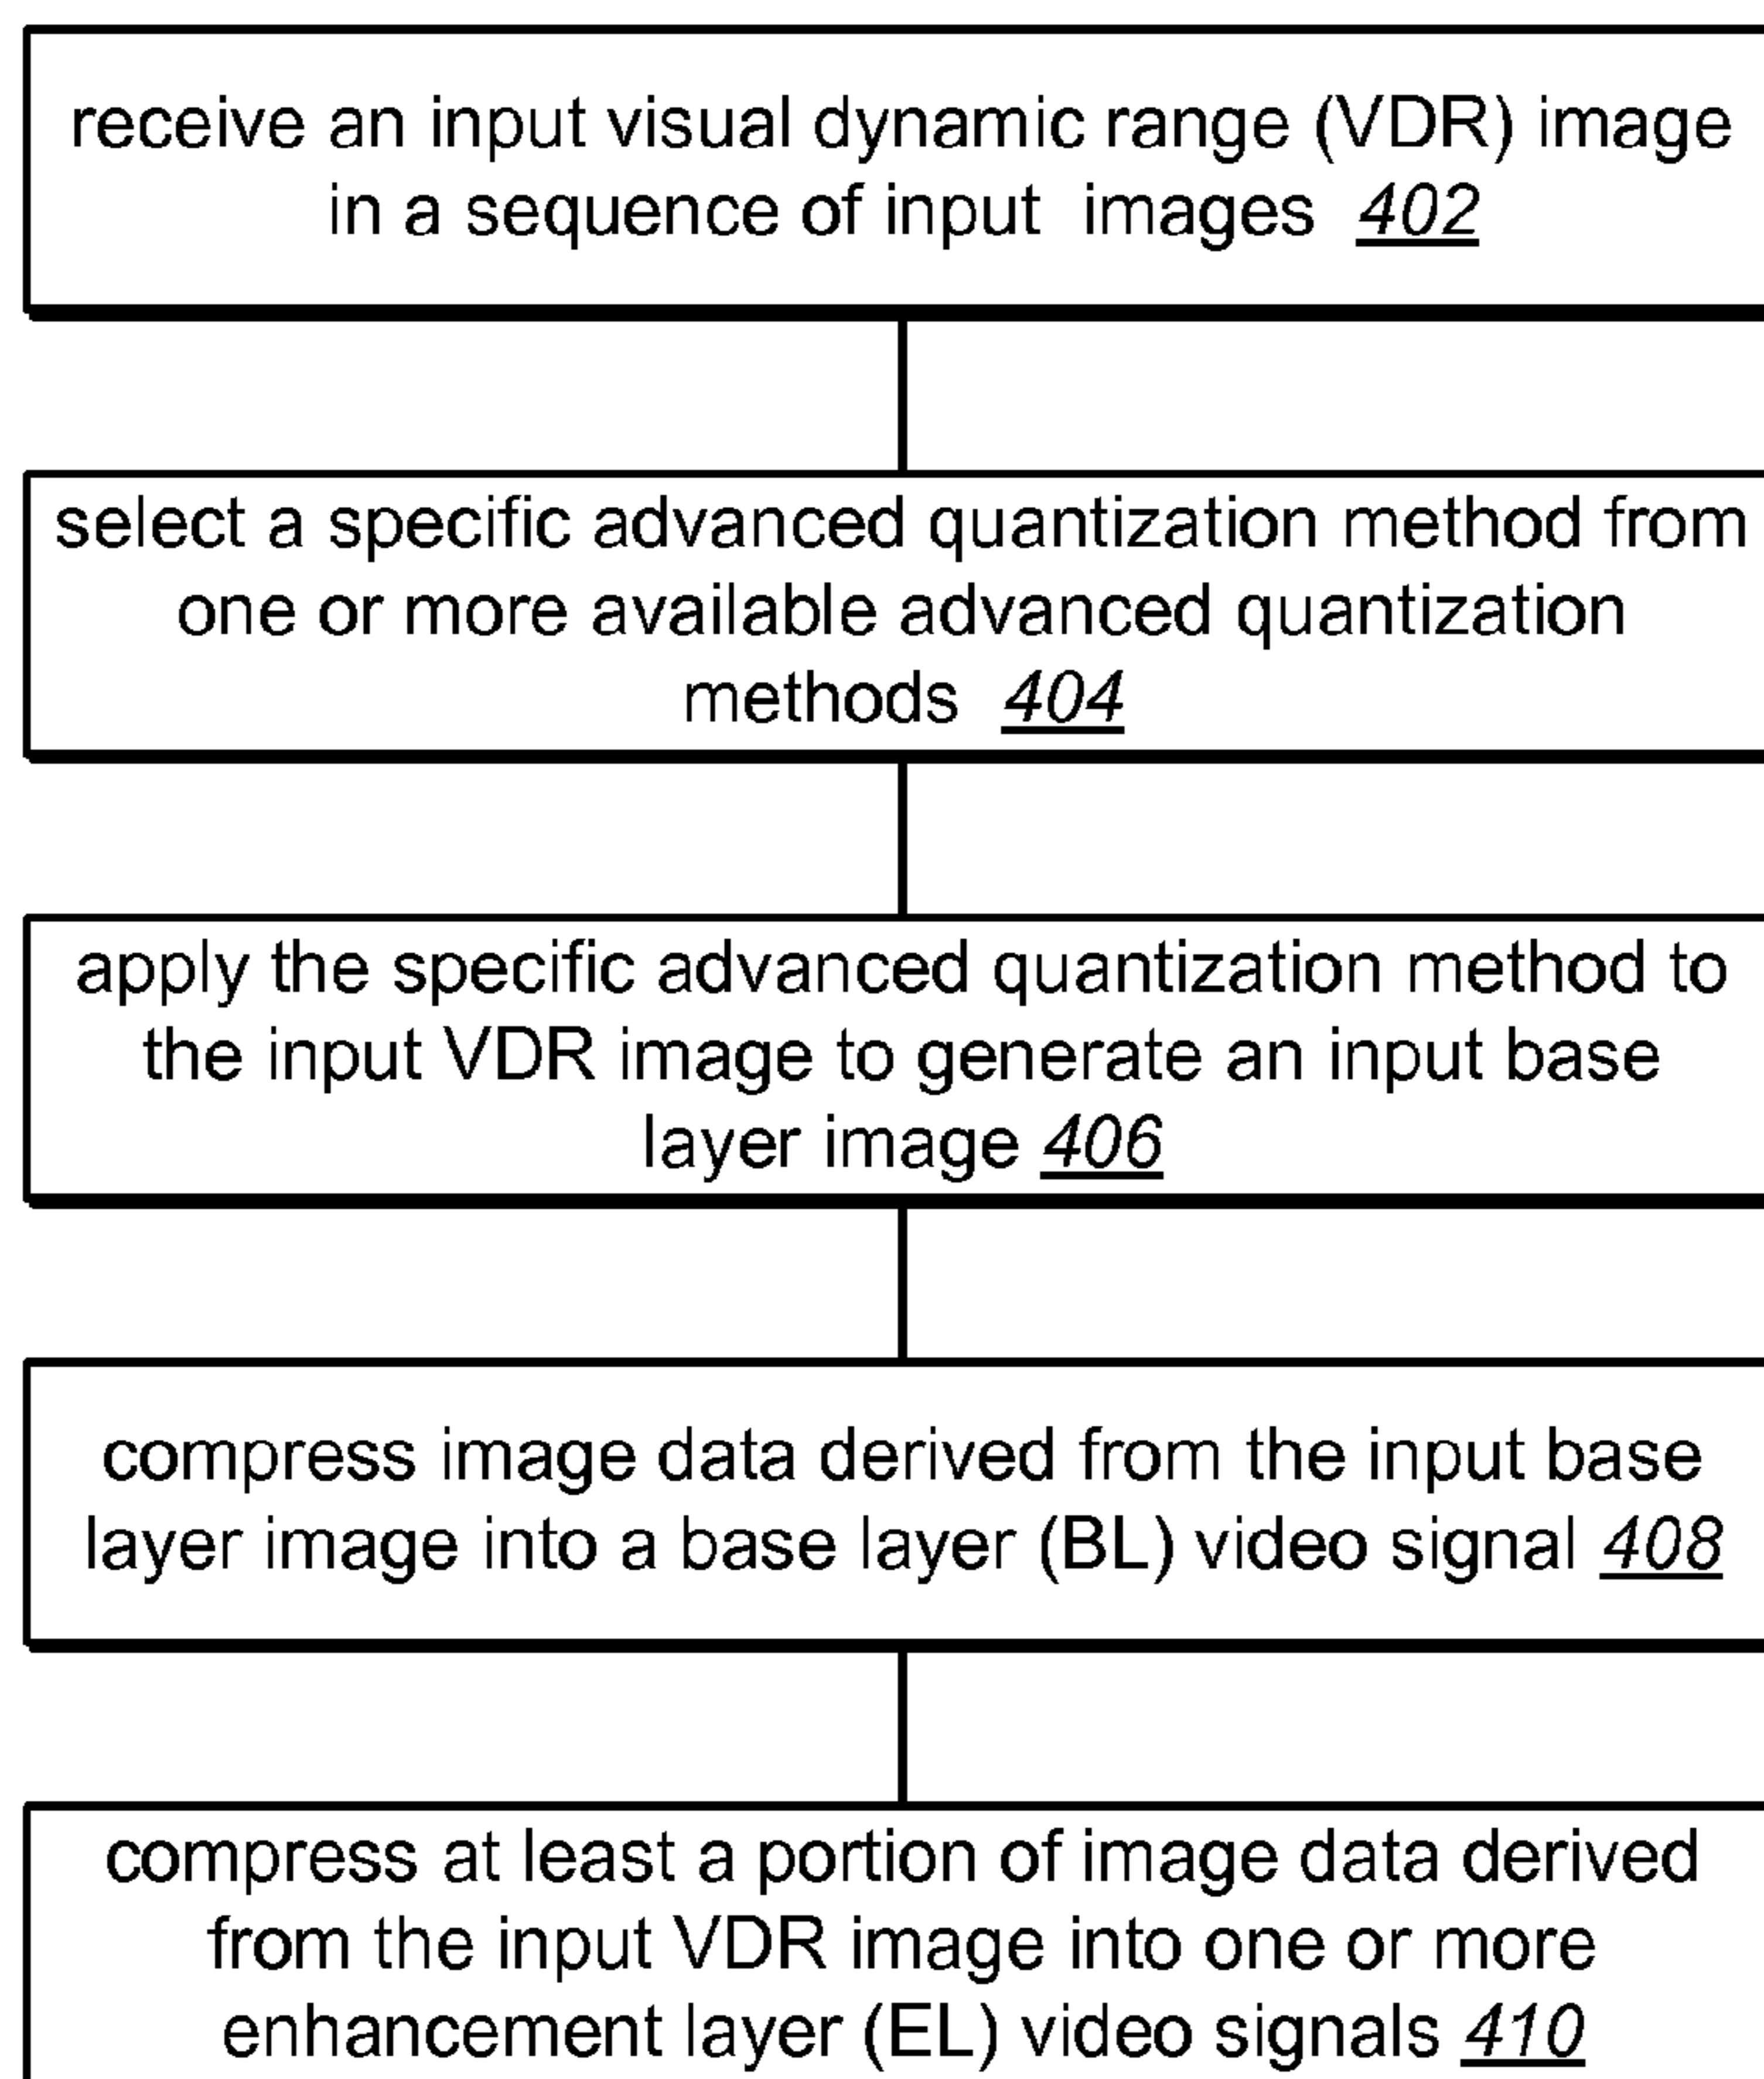 receive an input visual dynamic range (VDR) image
in a sequence of input images 402
select a specific advanced quantization method from
one or more available advanced quantization
methods 404
apply the specific advanced quantization method to
the input VDR image to generate an input base
layer image 406
compress image data derived from the input base
layer image into a base layer (BL) video signal 408
compress at least a portion of image data derived
from the input VDR image into one or more
enhancement layer (EL) video signals 410